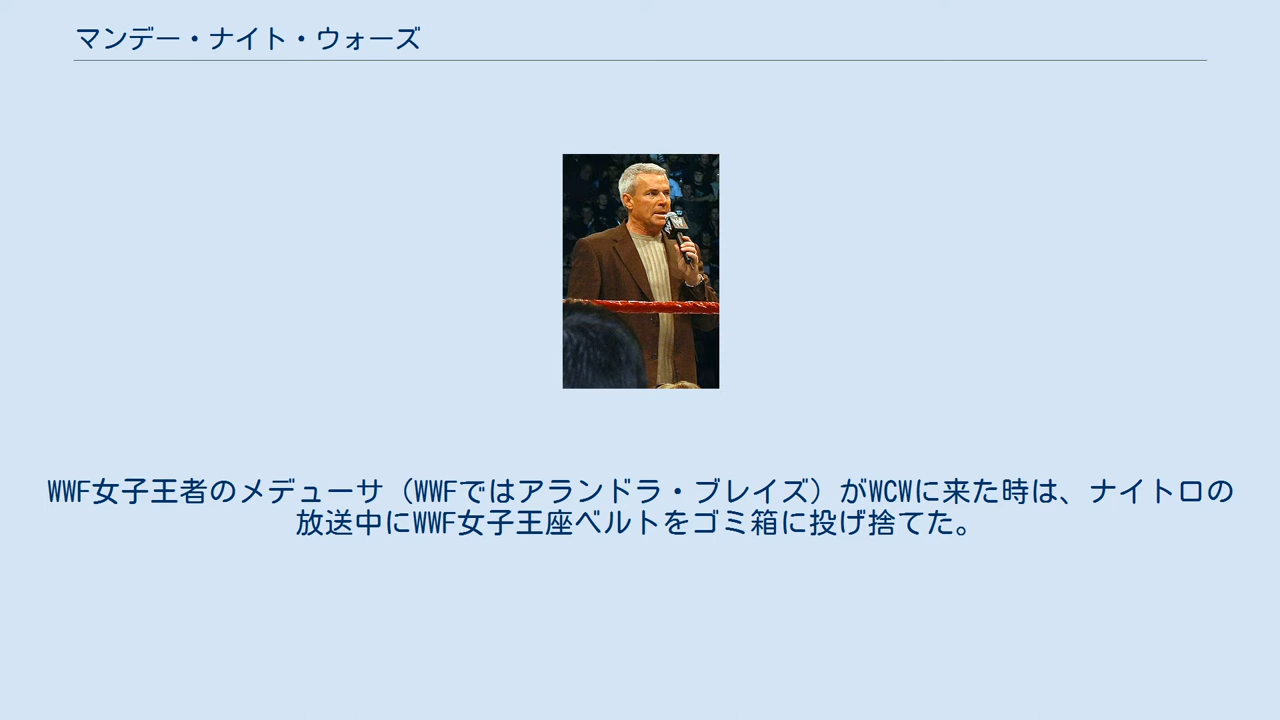 マンデー・ナイト・ウォーズ
WWF女子王者のメデューサ（WWFではアランドラ・ブレイズ）がWCWに来た時は、ナイトロの
放送中にWWF女子王座ベルトをゴミ箱に投げ捨てた。